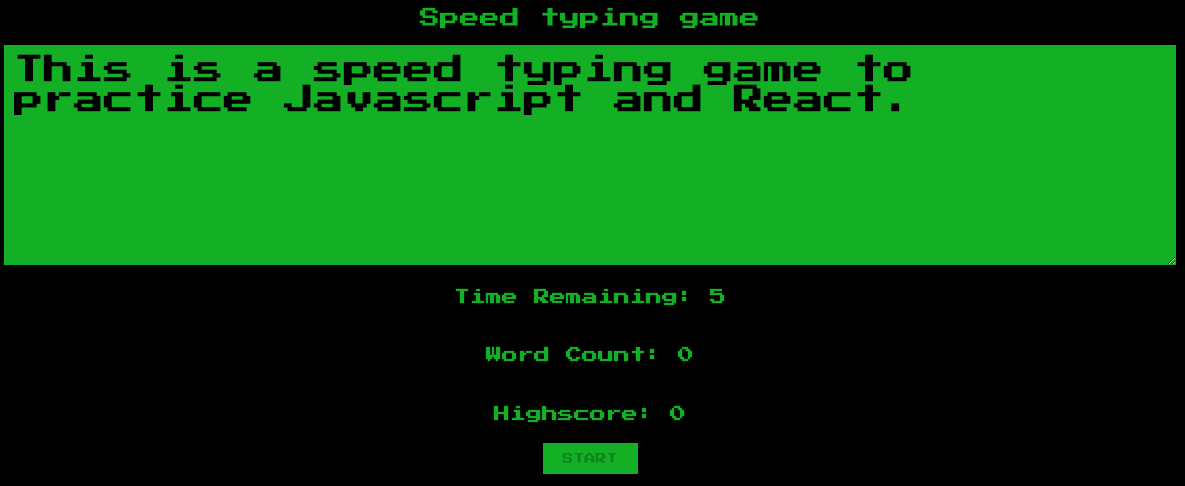 Speed typing game
This is a speed typing game to
practice Javascript and React.
Time Remaining: 5
Word Count: 0
Highscore: 0
START